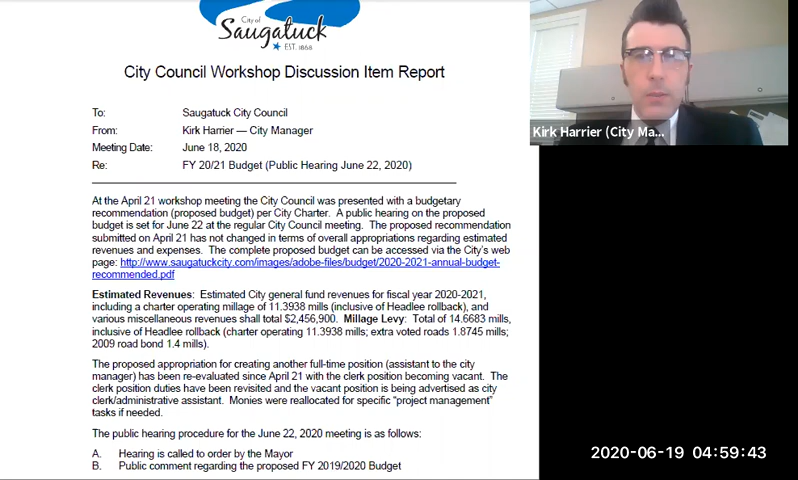 City of
Saugatuck
EST. 1868
City Council Workshop Discussion Item Report
To: Saugatuck City Council
From: Kirk Harrier — City Manager
Meeting Date: June 18, 2020
Re: FY 20/21 Budget (Public Hearing June 22, 2020)
At the April 21 workshop meeting the City Council was presented with a budgetary
recommendation (proposed budget) per City Charter. A public hearing on the proposed
budget is set for June 22 at the regular City Council meeting. The proposed recommendation
submitted on April 21 has not changed in terms of overall appropriations regarding estimated
revenues and expenses. The complete proposed budget can be accessed via the City's web
page: http://www.saugatuckcity.com/images/adobe-files/budget/2020-2021-annual-budget-
recommended.pdf
Estimated Revenues: Estimated City general fund revenues for fiscal year 2020-2021,
including a charter operating millage of 11.3938 mills (inclusive of Headlee rollback), and
various miscellaneous revenues shall total $2,456,900. Millage Levy: Total of 14.6683 mills,
inclusive of Headlee rollback (charter operating 11.3938 mills; extra voted roads 1.8745 mills;
2009 road bond 1.4 mills).
The proposed appropriation for creating another full-time position (assistant to the city
manager) has been re-evaluated since April 21 with the clerk position becoming vacant. The
clerk position duties have been revisited and the vacant position is being advertised as city
clerk/administrative assistant. Monies were reallocated for specific "project management"
tasks if needed.
The public hearing procedure for the June 22, 2020 meeting is as follows:
A. Hearing is called to order by the Mayor
B. Public comment regarding the proposed FY 2019/2020 Budget
Kirk Harrier (City Ma...
2020-06-19 04:59:43